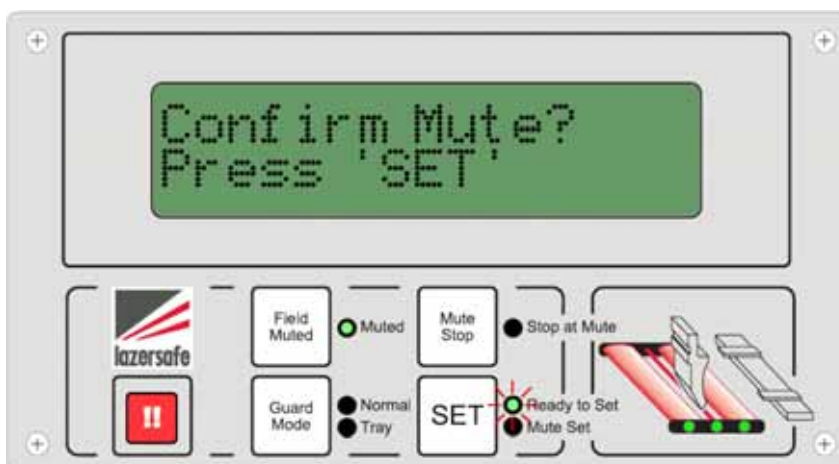 Confirm Mute?
Press 'SET'
lazersafe
Field
Muted
Muted
Mute
Stop
Stop at Mute
!!
Guard
Mode
Normal
Tray
SET
Ready to Set
Mute Set